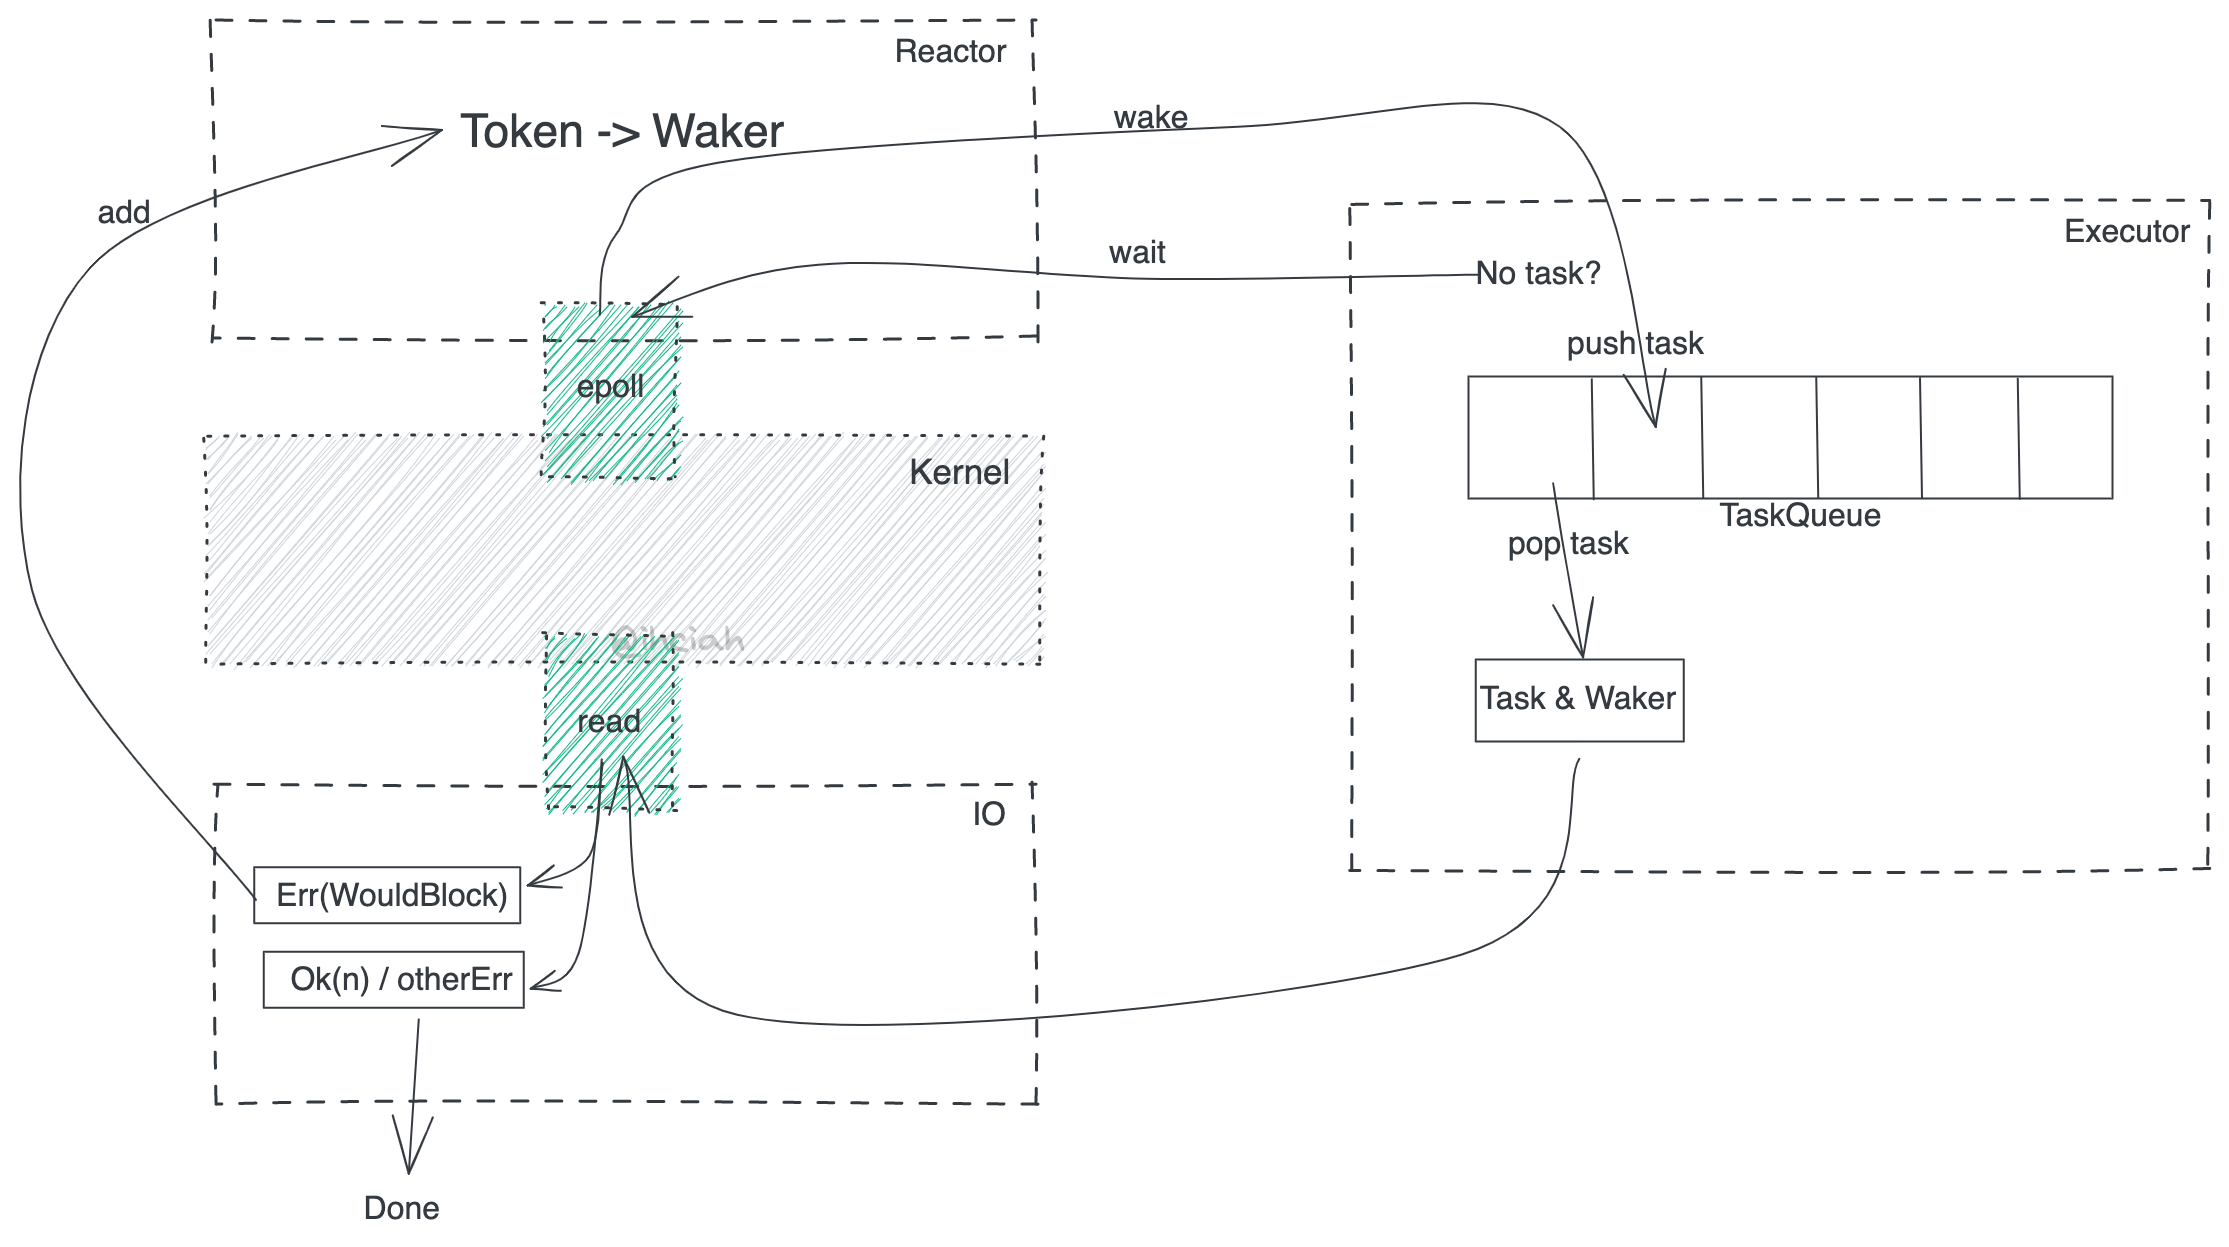 Reactor
Token -> Waker
wake
add
wait
Executor
No task?
push task
epoll
Kernel
TaskQueue
pop task
@ihciah
Task & Waker
read
IO
Err(WouldBlock)
Ok(n) / otherErr
Done